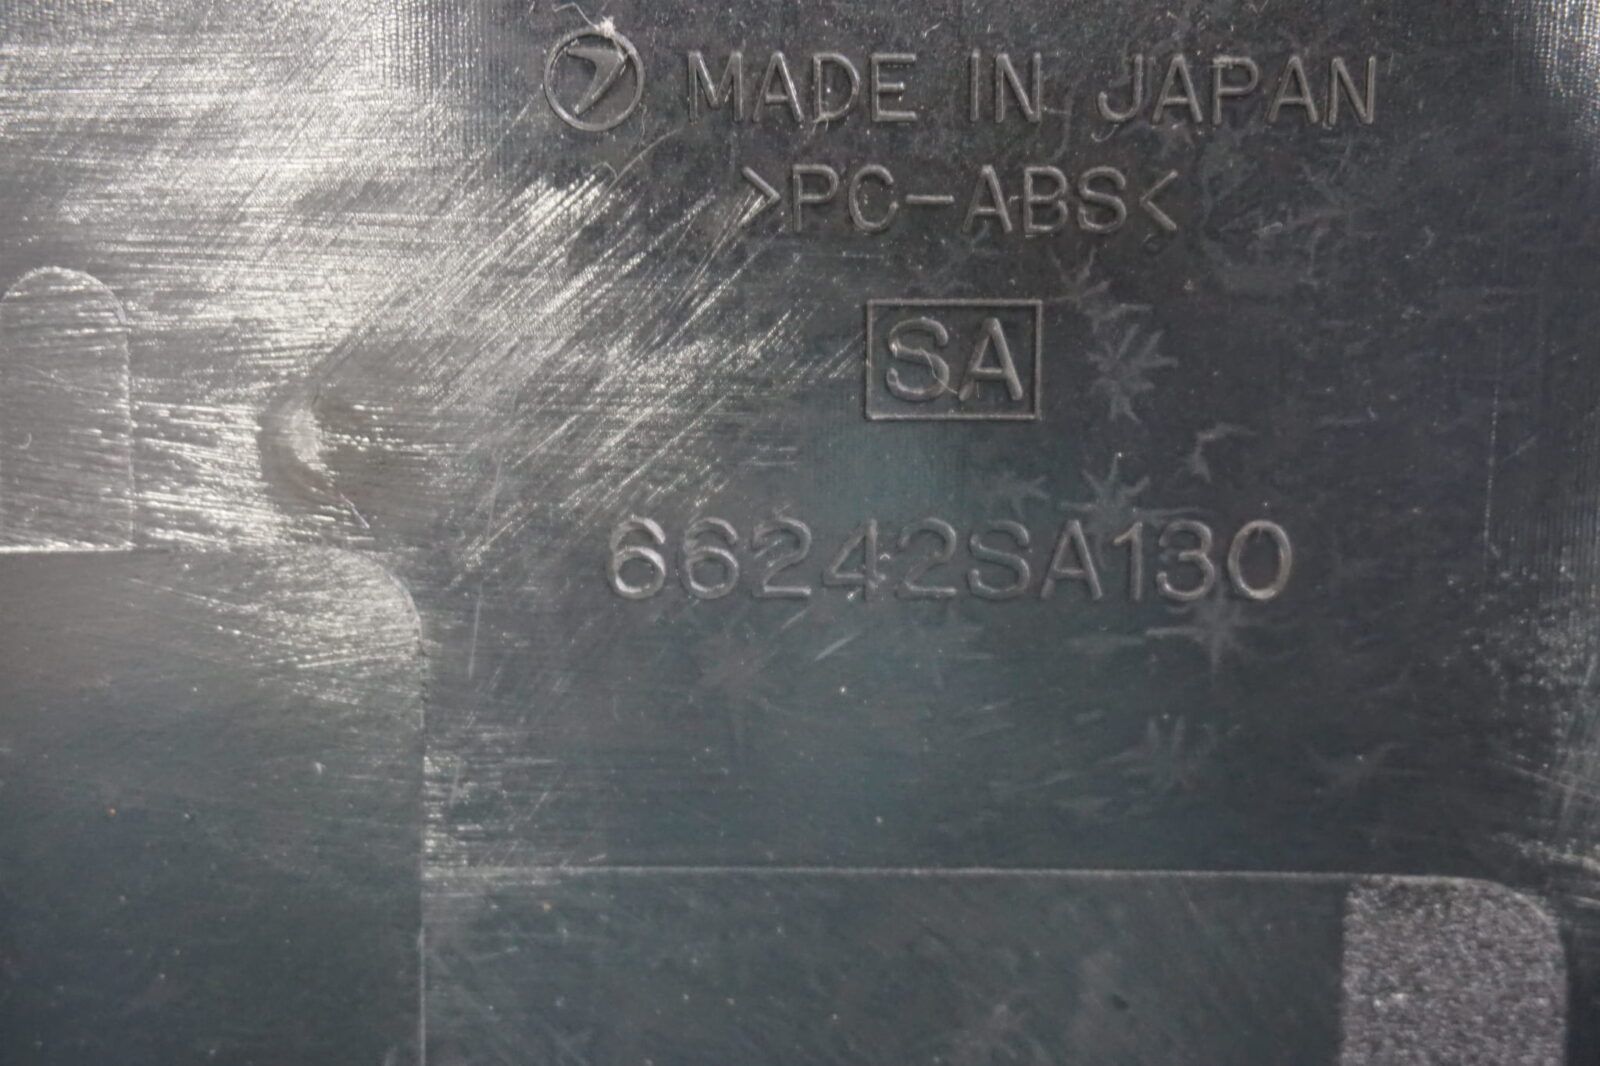 MADE IN JAPAN
>PC-ABS<
SA
66242SA130